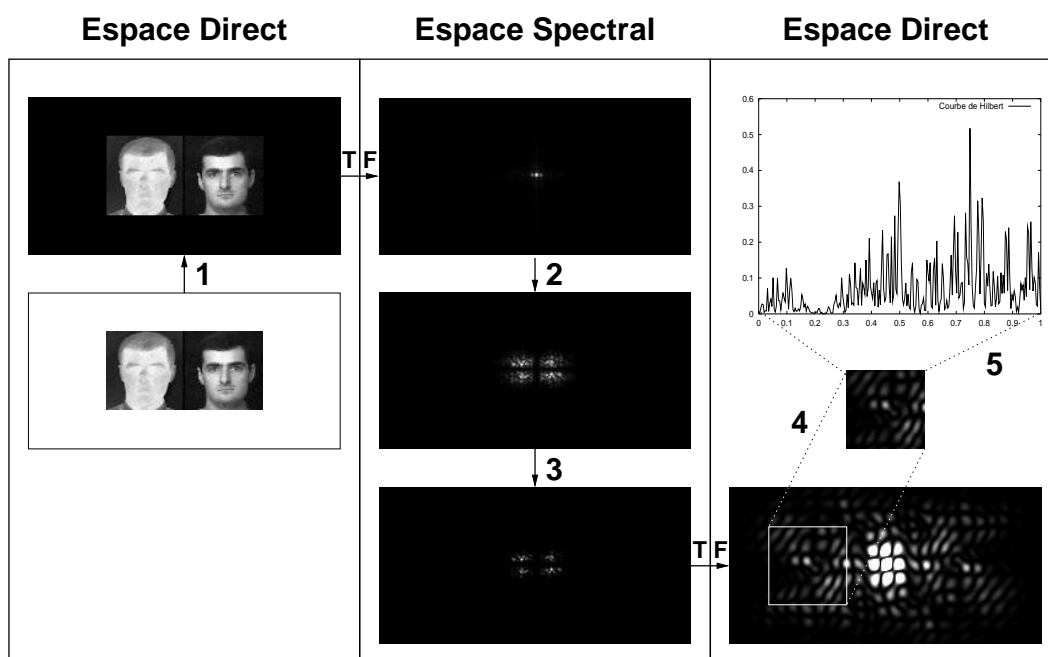 Espace Direct
Espace Spectral
Espace Direct
T F
1
2
3
T F
0.6
0.5
0.4
0.3
0.2
0.1
0
0 0.1 0.2 0.3 0.4 0.5 0.6 0.7 0.8 0.9 1
Courbe de Hilbert
5
4